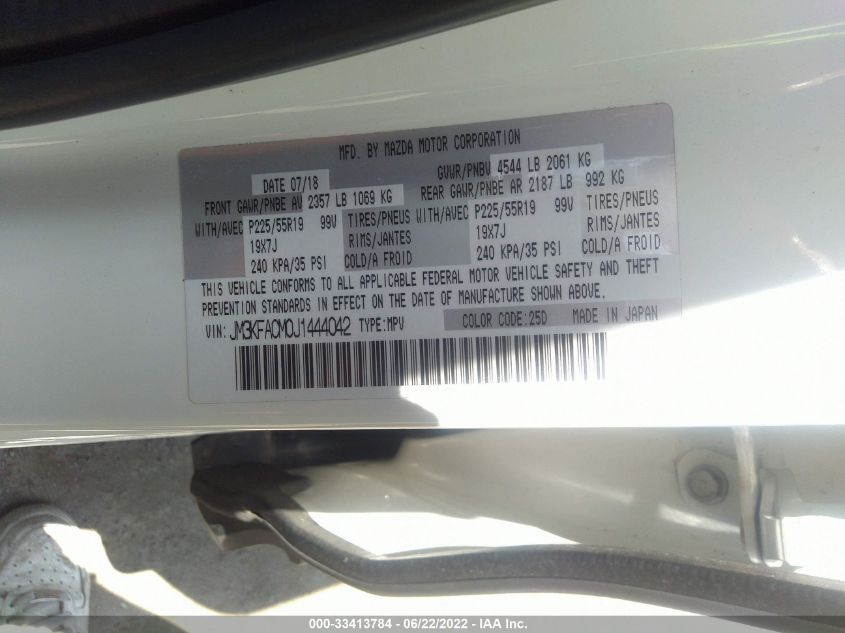 MFD. BY MAZDA MOTOR CORPORATION
DATE 07/18 GVWR/PNBV 4544 LB 2061 KG
FRONT GAWR/PNBE AV 2357 LB 1069 KG REAR GAWR/PNBE AR 2187 LB 992 KG
WITH/AVEC P225/55R19 99V TIRES/PNEUS WITH/AVEC P225/55R19 99V TIRES/PNEUS
19X7J RIMS/JANTES 19X7J RIMS/JANTES
240 KPA/35 PSI COLD/A FROID 240 KPA/35 PSI COLD/A FROID
THIS VEHICLE CONFORMS TO ALL APPLICABLE FEDERAL MOTOR VEHICLE SAFETY AND THEFT
PREVENTION STANDARDS IN EFFECT ON THE DATE OF MANUFACTURE SHOWN ABOVE.
VIN: JM3KFACM0J1444042 TYPE:MPV COLOR CODE:25D MADE IN JAPAN
000-33413784 - 06/22/2022 - IAA Inc.